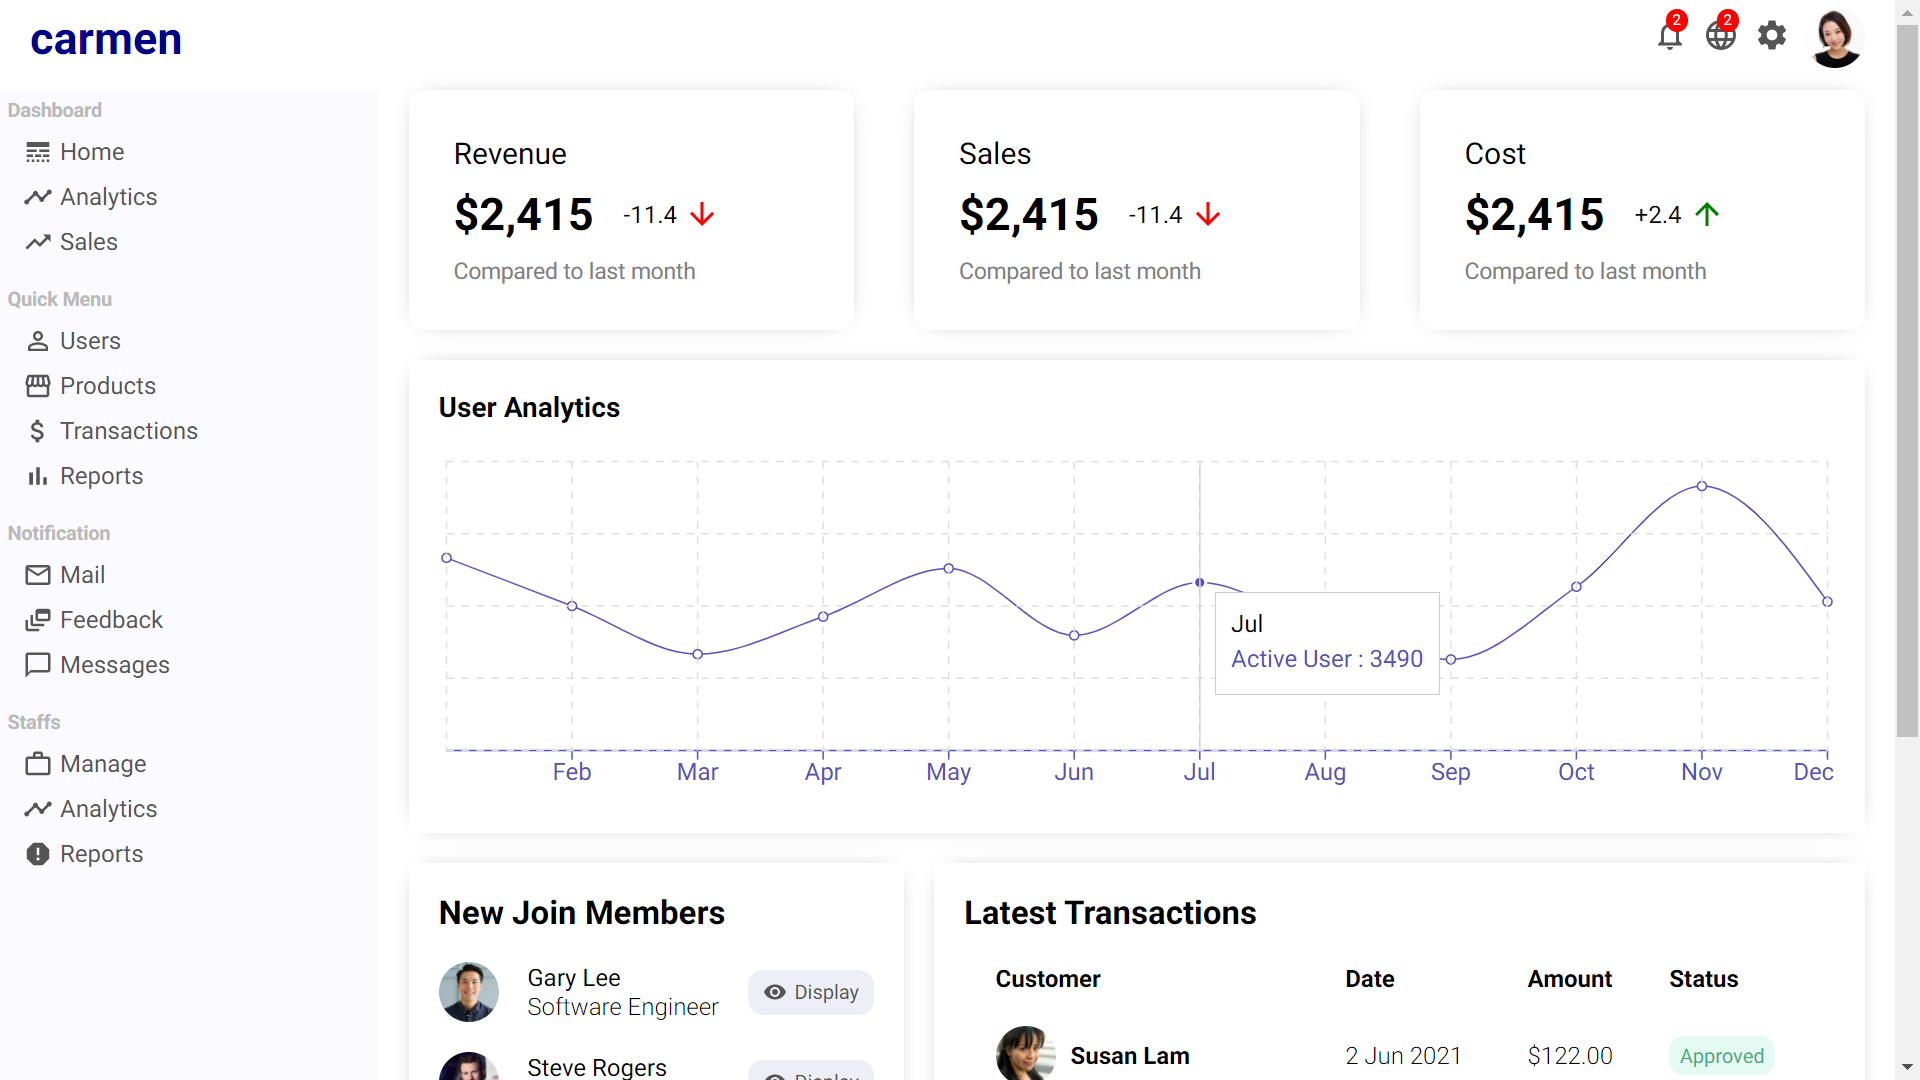 carmen
2
2
Dashboard
Home
Analytics
Sales
Quick Menu
Users
Products
Transactions
Reports
Notification
Mail
Feedback
Messages
Staffs
Manage
Analytics
Reports
Revenue
$2,415 -11.4
Compared to last month
Sales
$2,415 -11.4
Compared to last month
Cost
$2,415 +2.4
Compared to last month
User Analytics
Jul
Active User : 3490
Feb Mar Apr May Jun Jul Aug Sep Oct Nov Dec
New Join Members
Gary Lee
Software Engineer
Display
Steve Rogers
Display
Latest Transactions
Customer Date Amount Status
Susan Lam 2 Jun 2021 $122.00 Approved